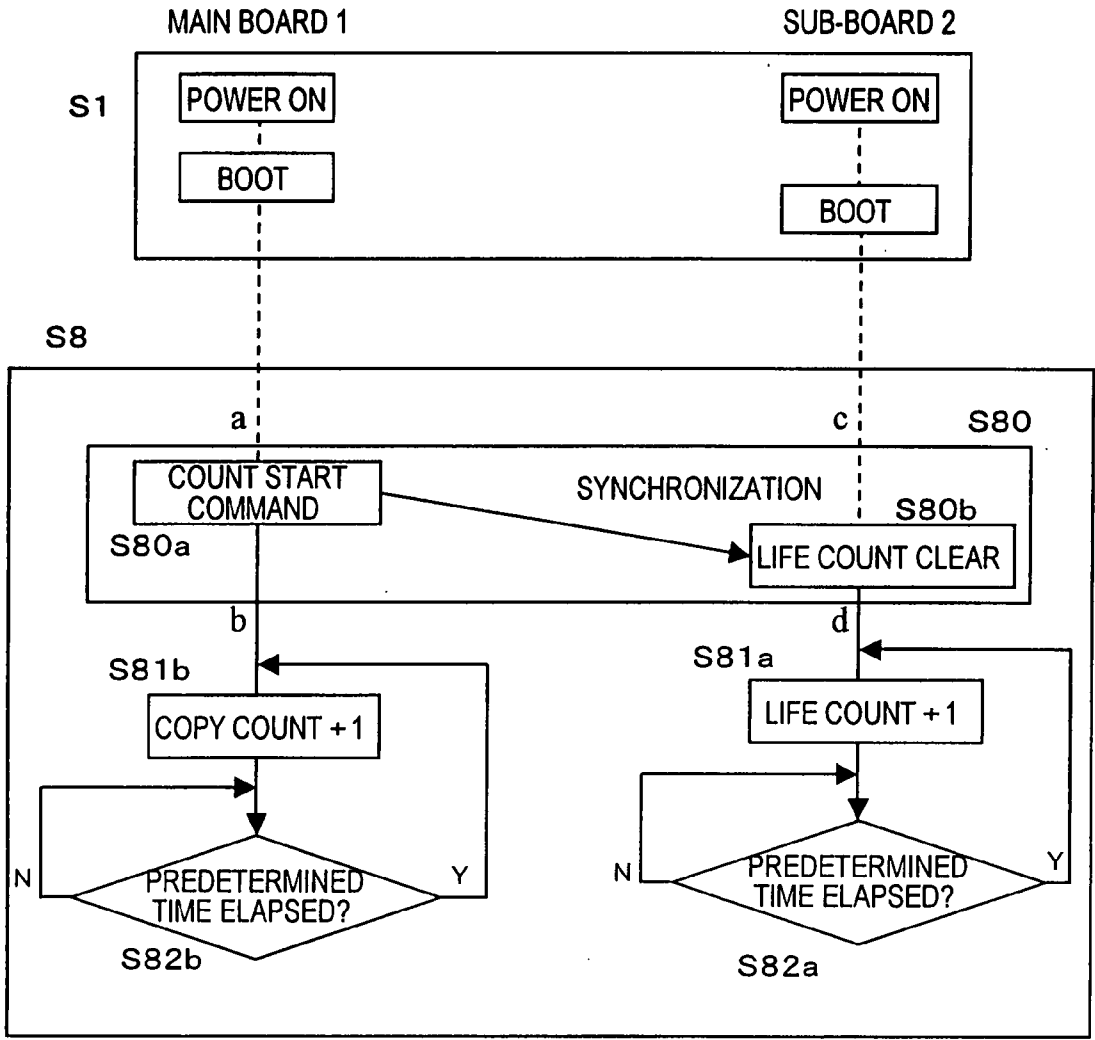 MAIN BOARD 1
SUB-BOARD 2
S1
POWER ON
POWER ON
BOOT
BOOT
S8
a
c
S80
COUNT START
COMMAND
SYNCHRONIZATION
S80b
S80a
LIFE COUNT CLEAR
b
d
S81b
S81a
COPY COUNT +1
LIFE COUNT +1
N
PREDETERMINED
TIME ELAPSED?
Y
N
PREDETERMINED
TIME ELAPSED?
Y
S82b
S82a